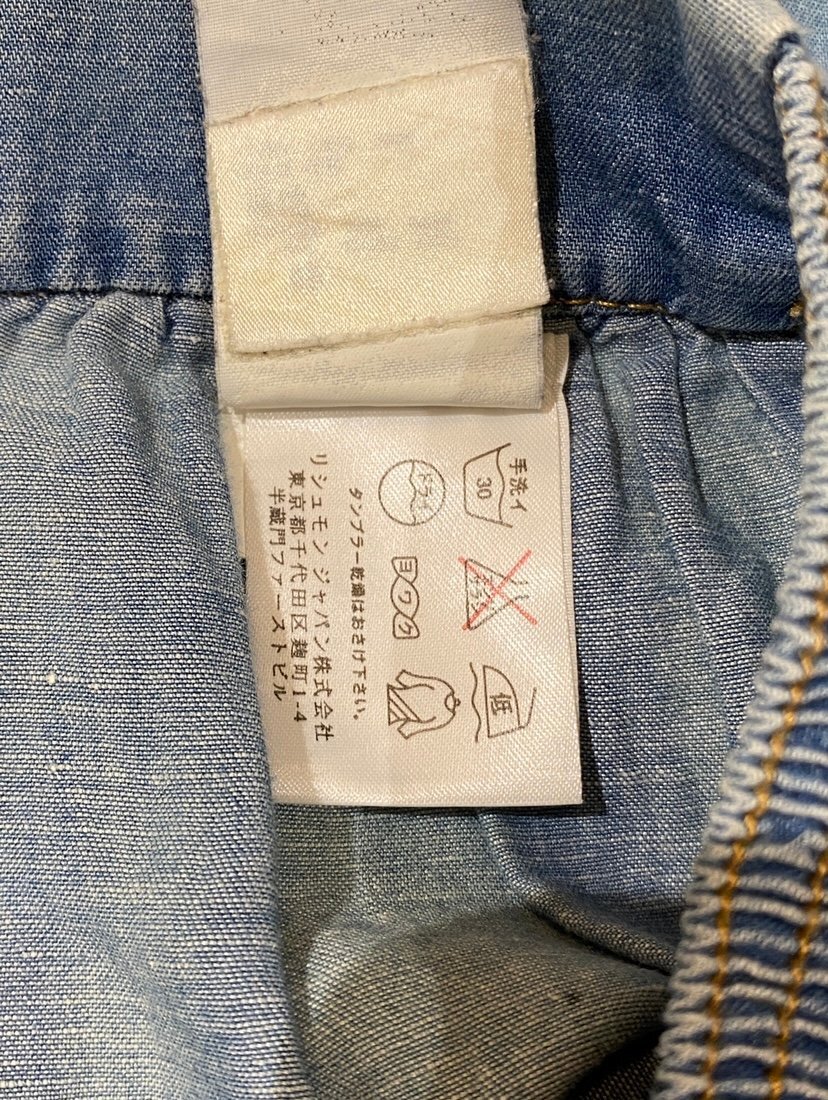 手洗イ
30
低
ドライ
ヨワク
タンブラー乾燥はおさけ下さい。
リシュモン ジャパン株式会社
東京都千代田区麹町1-4
半蔵門ファーストビル